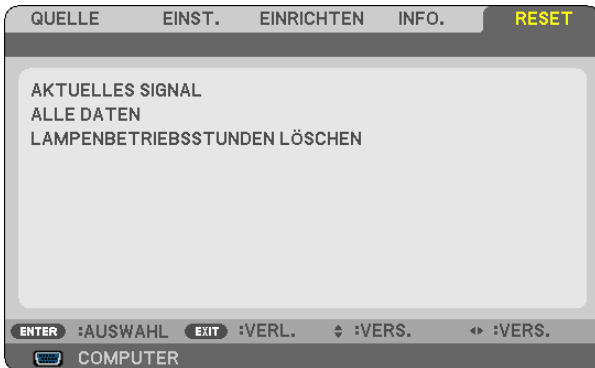 QUELLE EINST. EINRICHTEN INFO. RESET
AKTUELLES SIGNAL
ALLE DATEN
LAMPENBETRIEBSSTUNDEN LÖSCHEN
ENTER :AUSWAHL EXIT :VERL. :VERS. :VERS.
COMPUTER